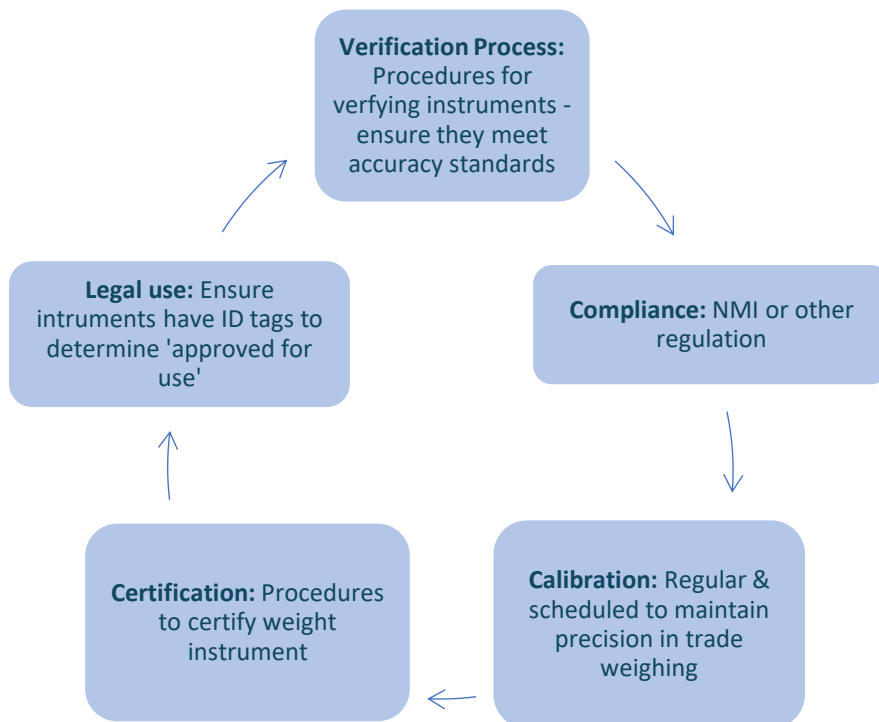 Verification Process:
Procedures for
verfying instruments -
ensure they meet
accuracy standards
Compliance: NMI or other
regulation
Calibration: Regular &
scheduled to maintain
precision in trade
weighing
Certification: Procedures
to certify weight
instrument
Legal use: Ensure
intruments have ID tags to
determine 'approved for
use'